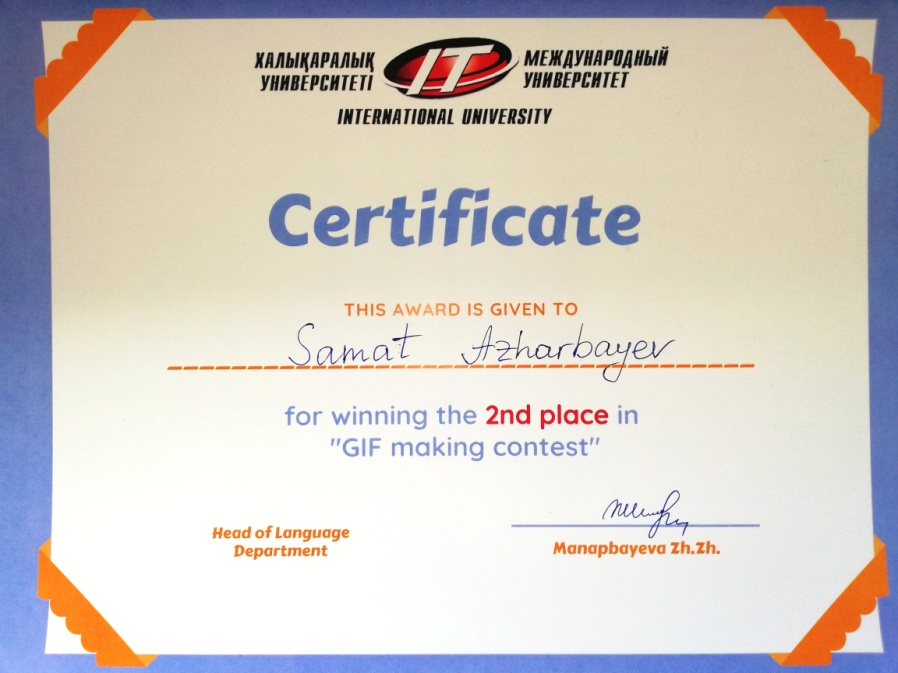 ХАЛЫҚАРАЛЫҚ IT МЕЖДУНАРОДНЫЙ
УНИВЕРСИТЕТІ УНИВЕРСИТЕТ
INTERNATIONAL UNIVERSITY
Certificate
THIS AWARD IS GIVEN TO
Samat Azharbayev
for winning the 2nd place in
"GIF making contest"
Head of Language
Department
Manapbayeva Zh.Zh.